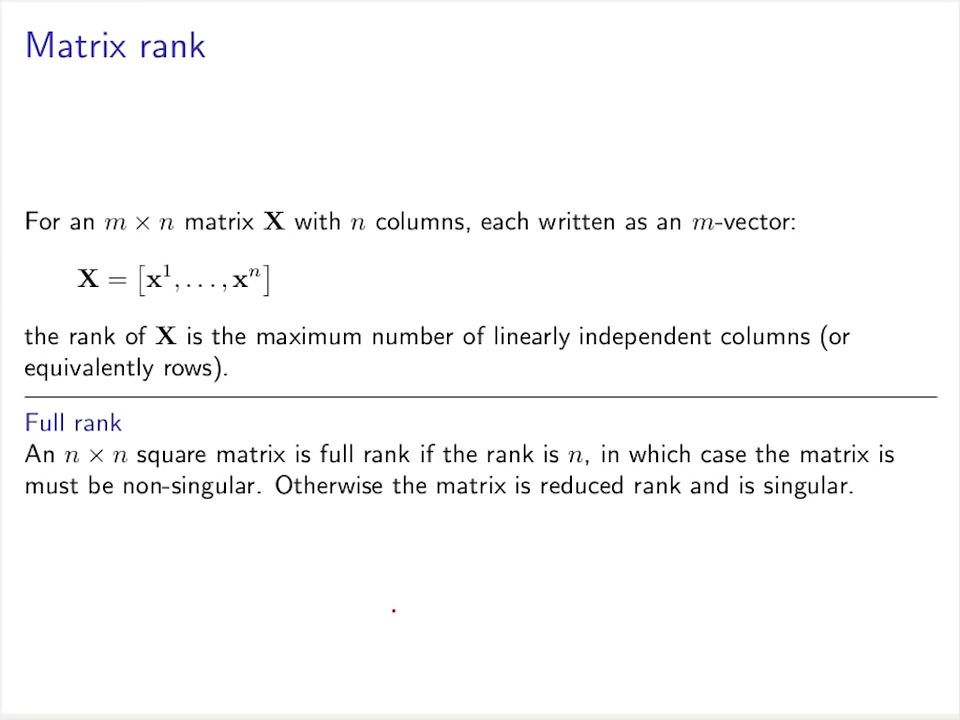 Matrix rank
For an m × n matrix X with n columns, each written as an m-vector:
X = [x¹, . . . , xⁿ]
the rank of X is the maximum number of linearly independent columns (or
equivalently rows).
Full rank
An n × n square matrix is full rank if the rank is n, in which case the matrix is
must be non-singular. Otherwise the matrix is reduced rank and is singular.